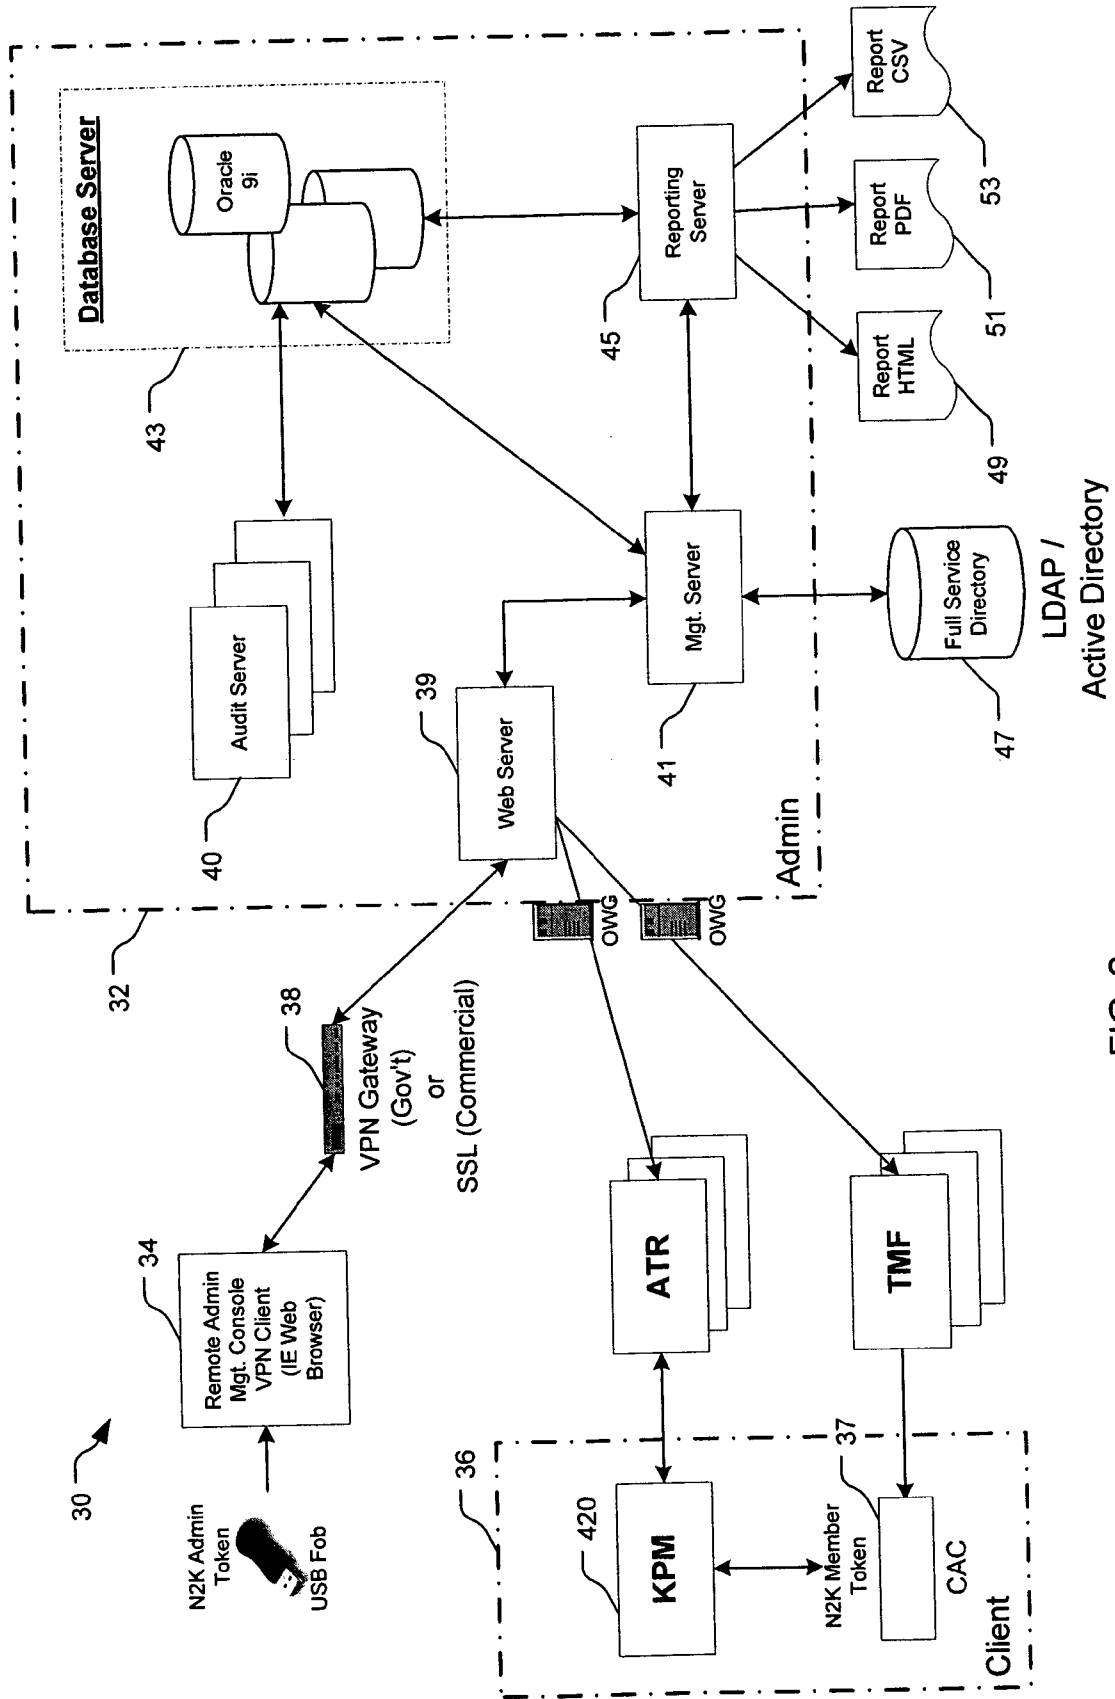 30
N2K Admin
Token
USB Fob
34
Remote Admin
Mgt. Console
VPN Client
(IE Web
Browser)
38
VPN Gateway
(Gov't)
or
SSL (Commercial)
32
40
Audit Server
43
Database Server
Oracle
9i
39
Web Server
41
Mgt. Server
45
Reporting
Server
Admin
OWG
OWG
36
420
KPM
N2K Member
Token
37
CAC
Client
ATR
TMF
47
Full Service
Directory
LDAP /
Active Directory
49
Report
HTML
51
Report
PDF
53
Report
CSV